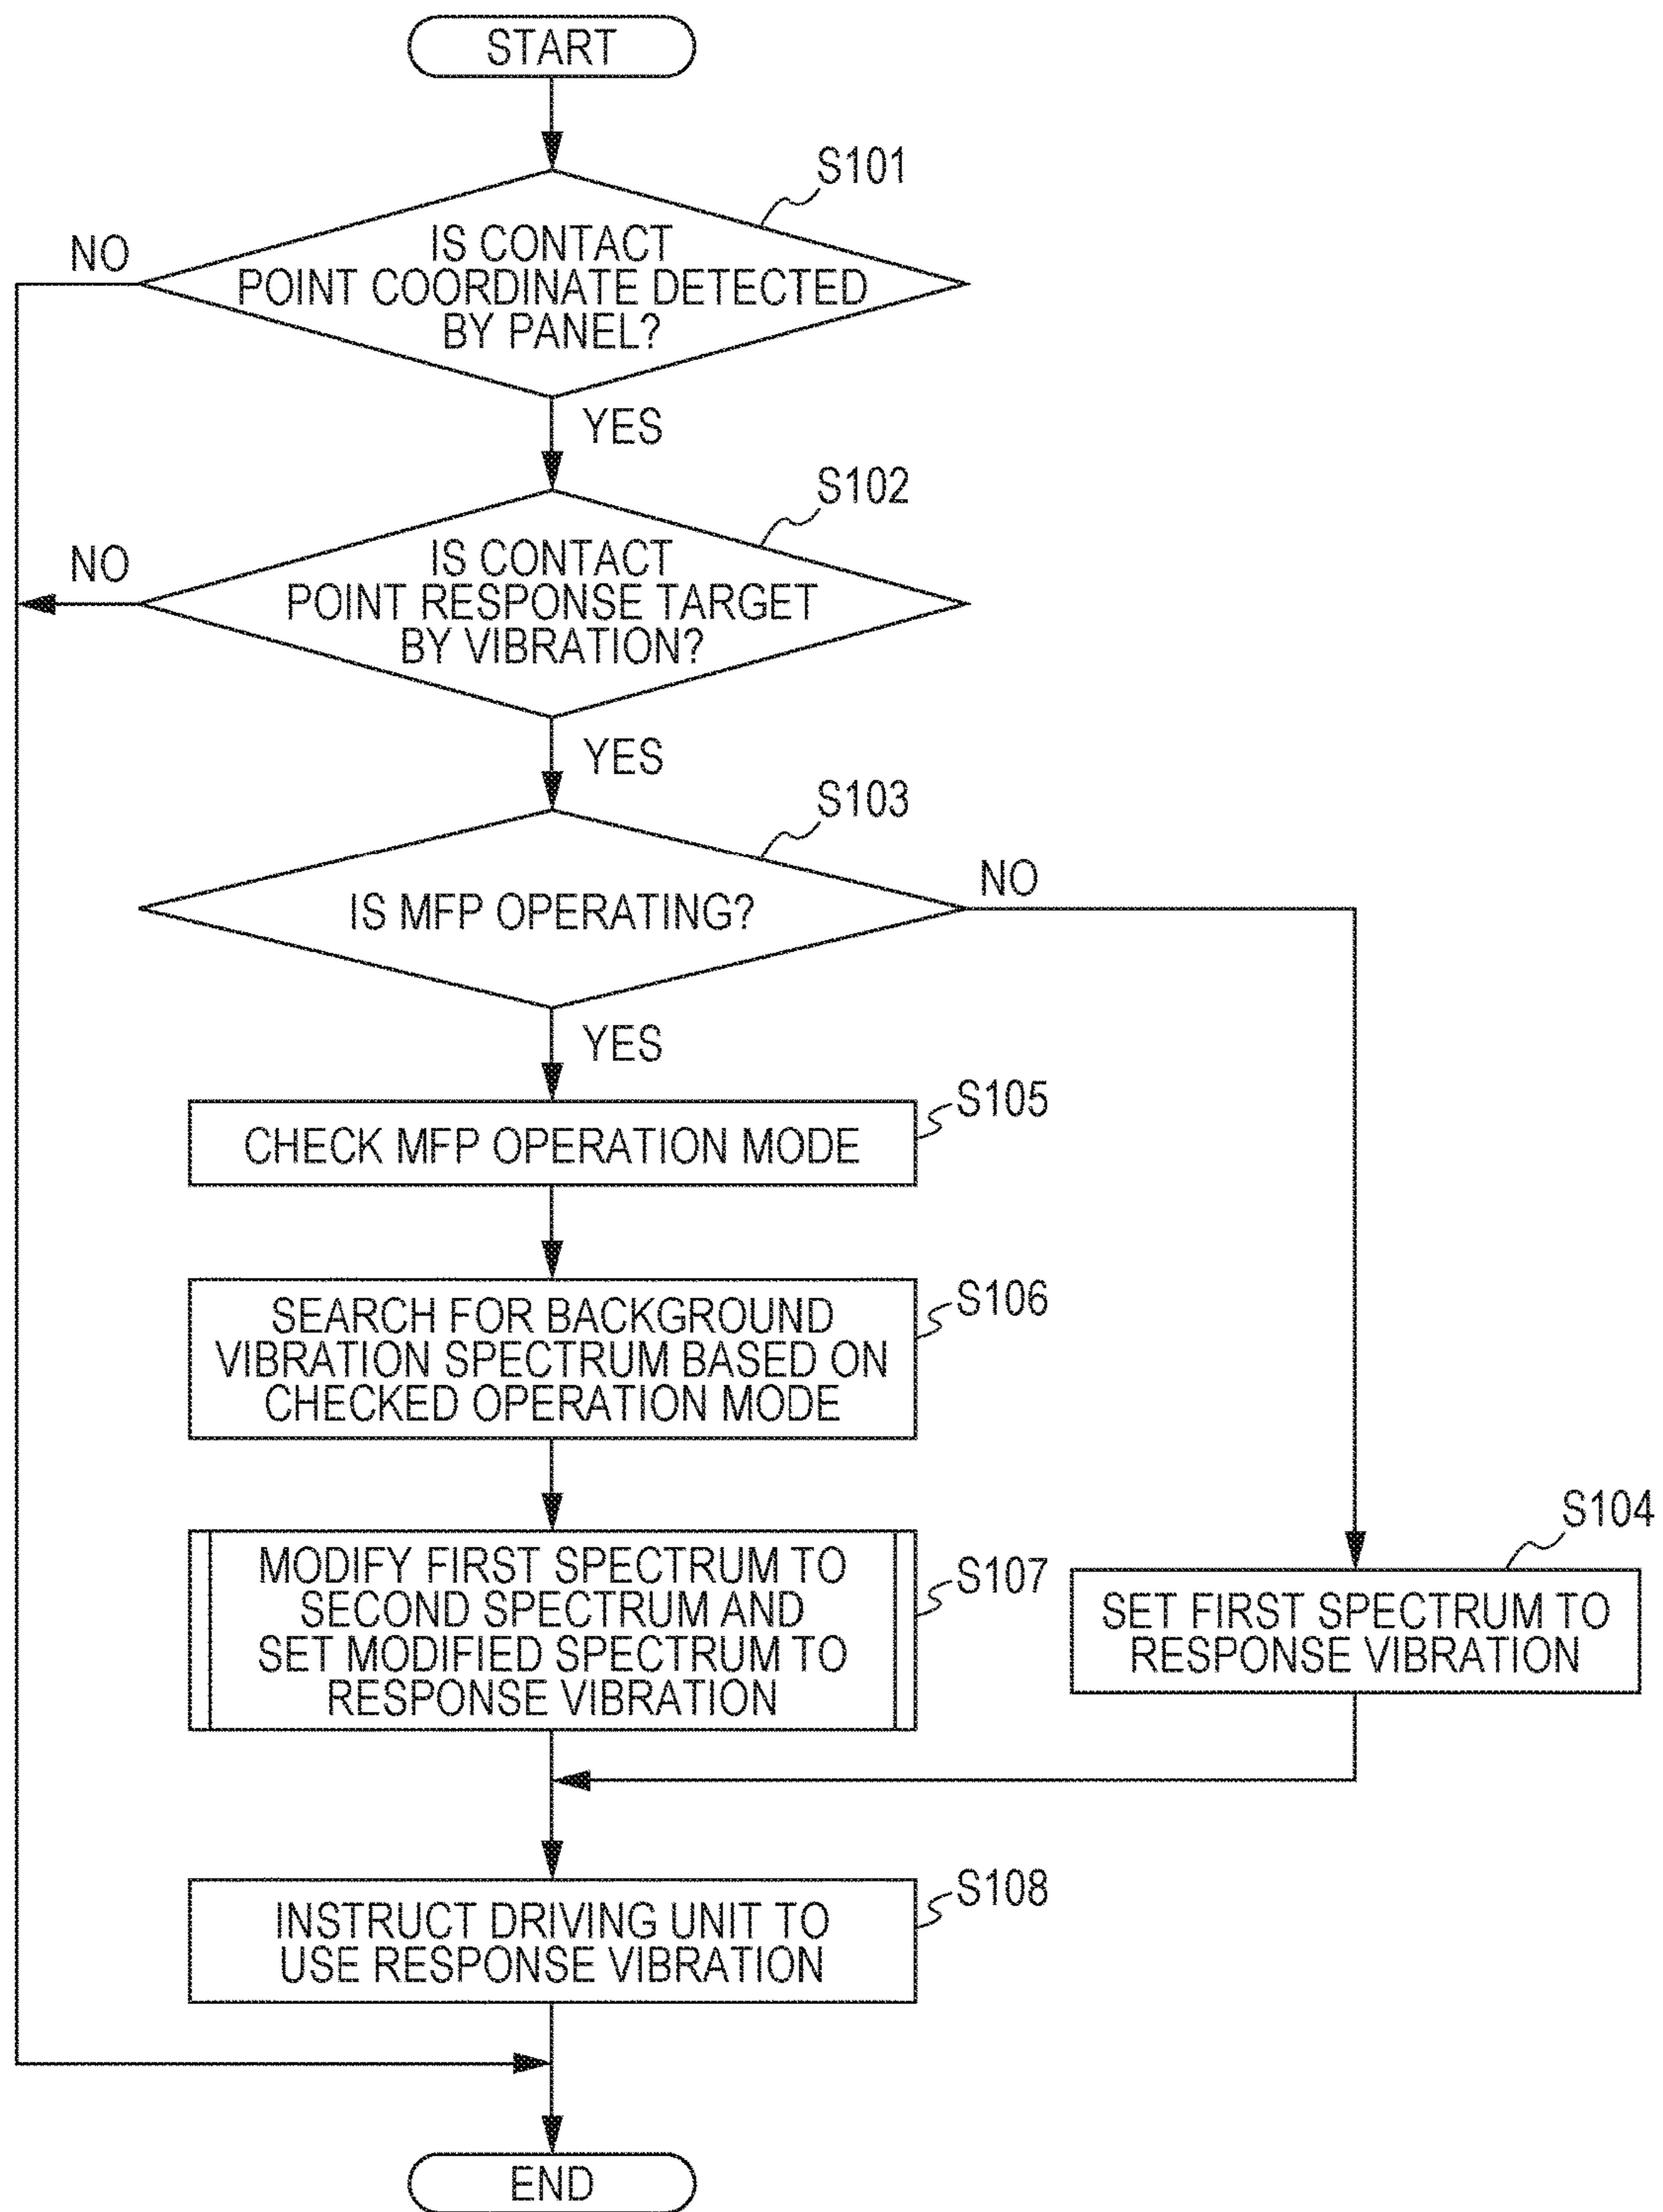 START
S101
NO
IS CONTACT
POINT COORDINATE DETECTED
BY PANEL?
YES
S102
NO
IS CONTACT
POINT RESPONSE TARGET
BY VIBRATION?
YES
S103
NO
IS MFP OPERATING?
YES
S105
CHECK MFP OPERATION MODE
S106
SEARCH FOR BACKGROUND
VIBRATION SPECTRUM BASED ON
CHECKED OPERATION MODE
S107
MODIFY FIRST SPECTRUM TO
SECOND SPECTRUM AND
SET MODIFIED SPECTRUM TO
RESPONSE VIBRATION
S104
SET FIRST SPECTRUM TO
RESPONSE VIBRATION
S108
INSTRUCT DRIVING UNIT TO
USE RESPONSE VIBRATION
END